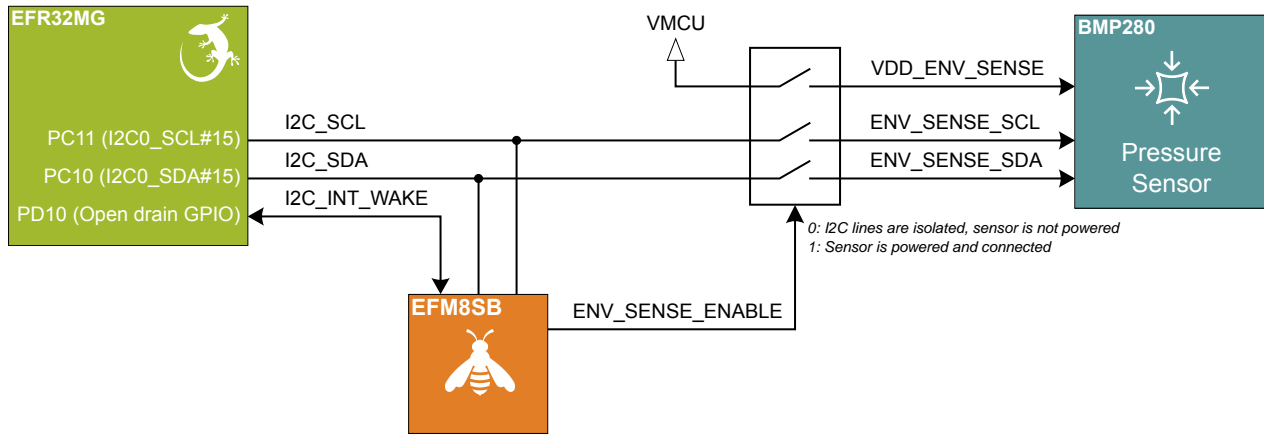 EFR32MG
VMCU
BMP280
VDD_ENV_SENSE
PC11 (I2C0_SCL#15)
I2C_SCL
ENV_SENSE_SCL
PC10 (I2C0_SDA#15)
I2C_SDA
ENV_SENSE_SDA
Pressure
Sensor
PD10 (Open drain GPIO)
I2C_INT_WAKE
0: I2C lines are isolated, sensor is not powered
1: Sensor is powered and connected
EFM8SB
ENV_SENSE_ENABLE